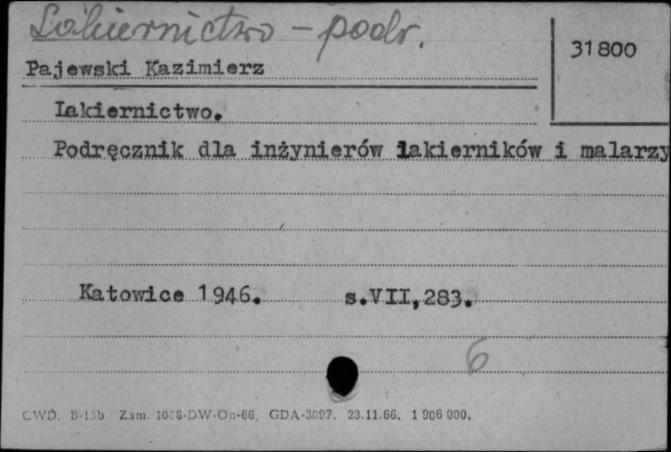 Lakiernictwo - podr.
31800
Pajewski Kazimierz
Lakiernictwo.
Podręcznik dla inżynierów lakierników i malarzy
Katowice 1946. s.VII,283.
6
CWD. B-15b Zam. 1088-DW-On-66, GDA-3097. 23.11.66. 1 906 000.